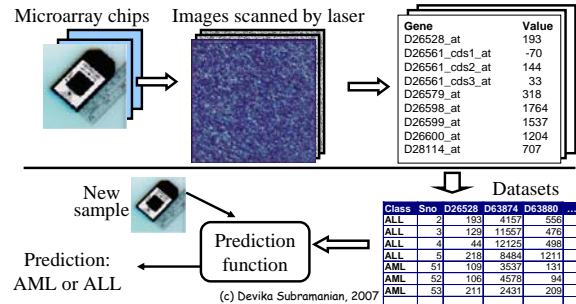 Microarray chips
Images scanned by laser
Gene Value
D26528_at 193
D26561_cds1_at -70
D26561_cds2_at 144
D26561_cds3_at 33
D26579_at 318
D26598_at 1764
D26599_at 1537
D26600_at 1204
D28114_at 707
New
sample
Datasets
Prediction
function
Prediction:
AML or ALL
Class Sno D26528 D63874 D63880 ...
ALL 2 193 4157 556
ALL 3 129 11557 476
ALL 4 44 12125 498
ALL 5 218 8484 1211
AML 51 109 3537 131
AML 52 106 4578 94
AML 53 211 2431 209
(c) Devika Subramanian, 2007